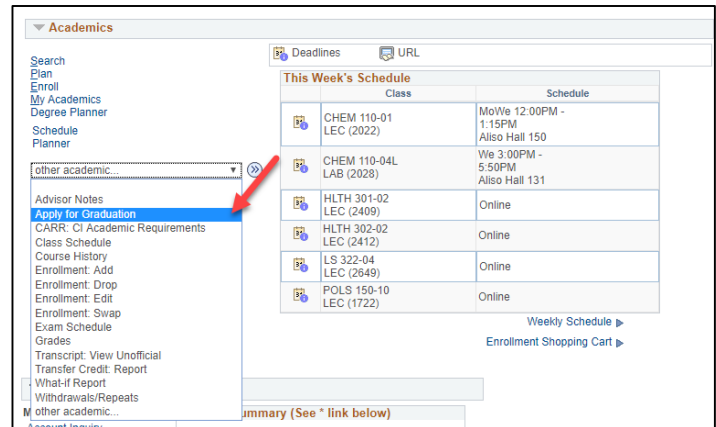 Academics
Search
Plan
Enroll
My Academics
Degree Planner
Schedule
Planner
other academic...
Advisor Notes
Apply for Graduation
CARR: CI Academic Requirements
Class Schedule
Course History
Enrollment: Add
Enrollment: Drop
Enrollment: Edit
Enrollment: Swap
Exam Schedule
Grades
Transcript: View Unofficial
Transfer Credit: Report
What-if Report
Withdrawals/Repeats
other academic...
Account Inquiry
Deadlines URL
This Week's Schedule
Class Schedule
CHEM 110-01
LEC (2022)
MoWe 12:00PM -
1:15PM
Aliso Hall 150
CHEM 110-04L
LAB (2028)
We 3:00PM -
5:50PM
Aliso Hall 131
HLTH 301-02
LEC (2409)
Online
HLTH 302-02
LEC (2412)
Online
LS 322-04
LEC (2649)
Online
POLS 150-10
LEC (1722)
Online
Weekly Schedule
Enrollment Shopping Cart
(See * link below)